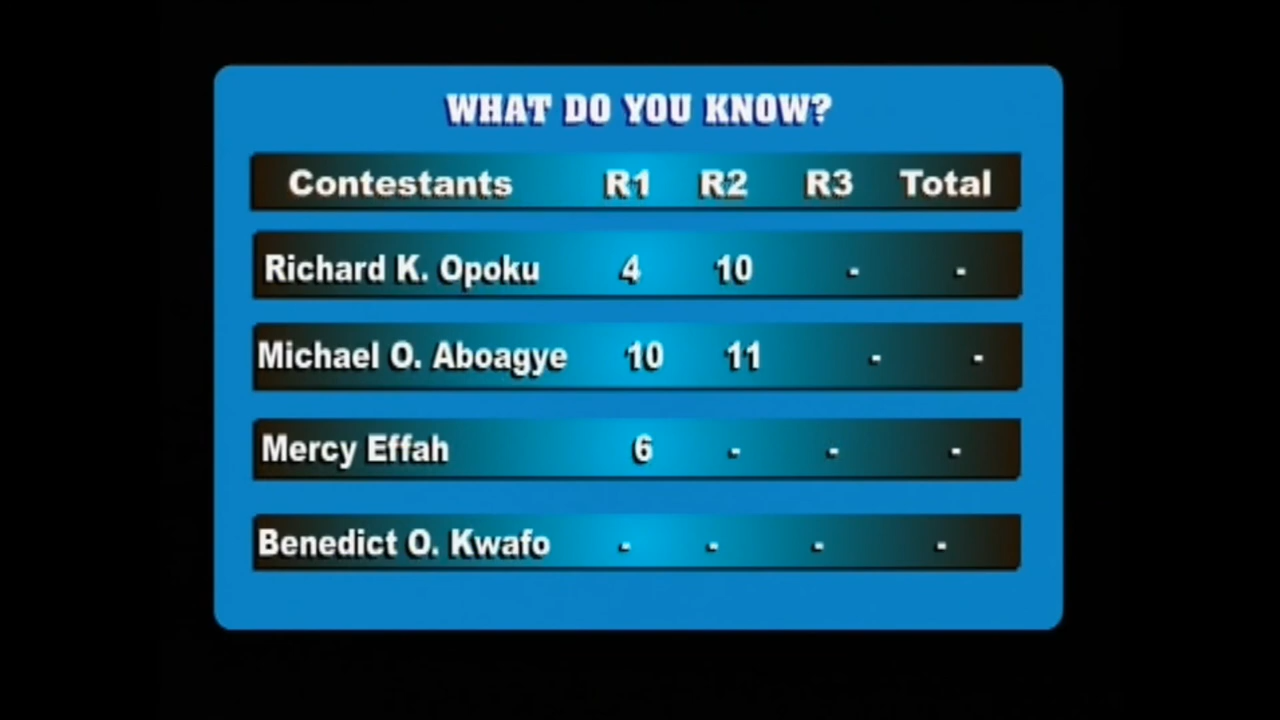 WHAT DO YOU KNOW?
Contestants R1 R2 R3 Total
Richard K. Opoku 4 10 - -
Michael O. Aboagye 10 11 - -
Mercy Effah 6 - - -
Benedict O. Kwafo - - - -